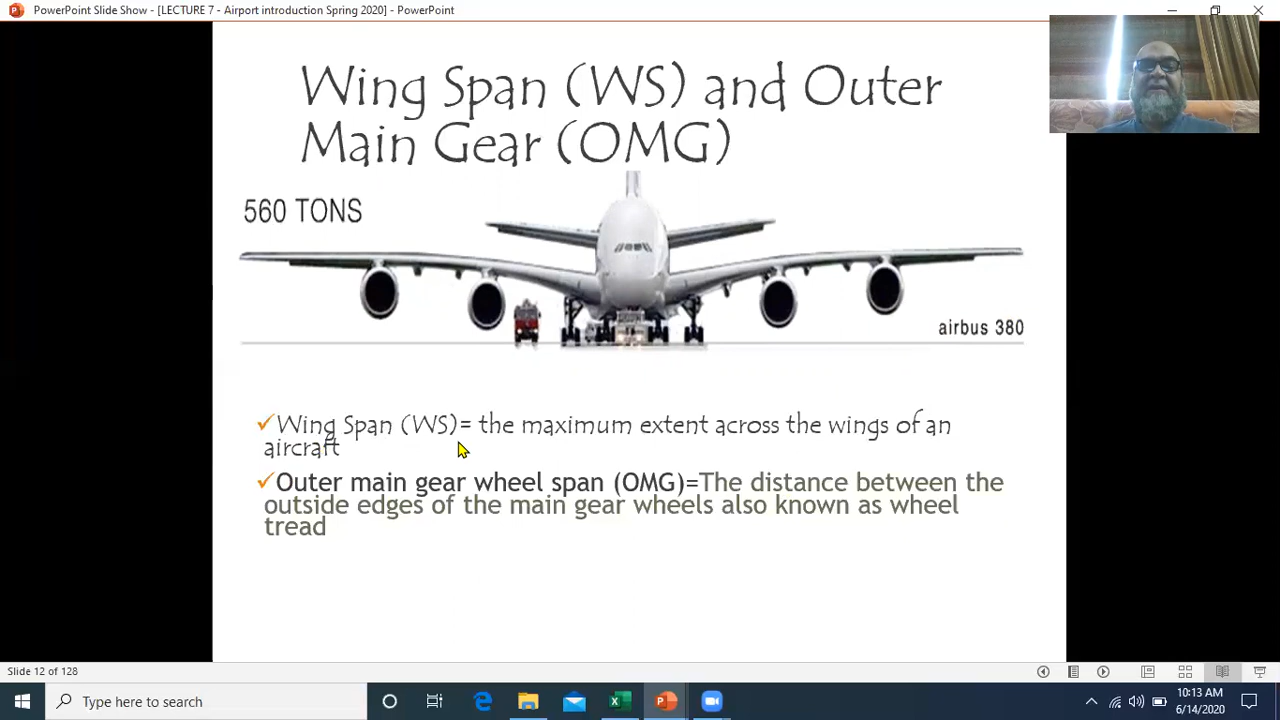 PowerPoint Slide Show - [LECTURE 7 - Airport introduction Spring 2020] - PowerPoint
Wing Span (WS) and Outer
Main Gear (OMG)
560 TONS
airbus 380
Wing Span (WS)= the maximum extent across the wings of an
aircraft
Outer main gear wheel span (OMG)=The distance between the
outside edges of the main gear wheels also known as wheel
tread
Slide 12 of 128
Type here to search
10:13 AM
6/14/2020